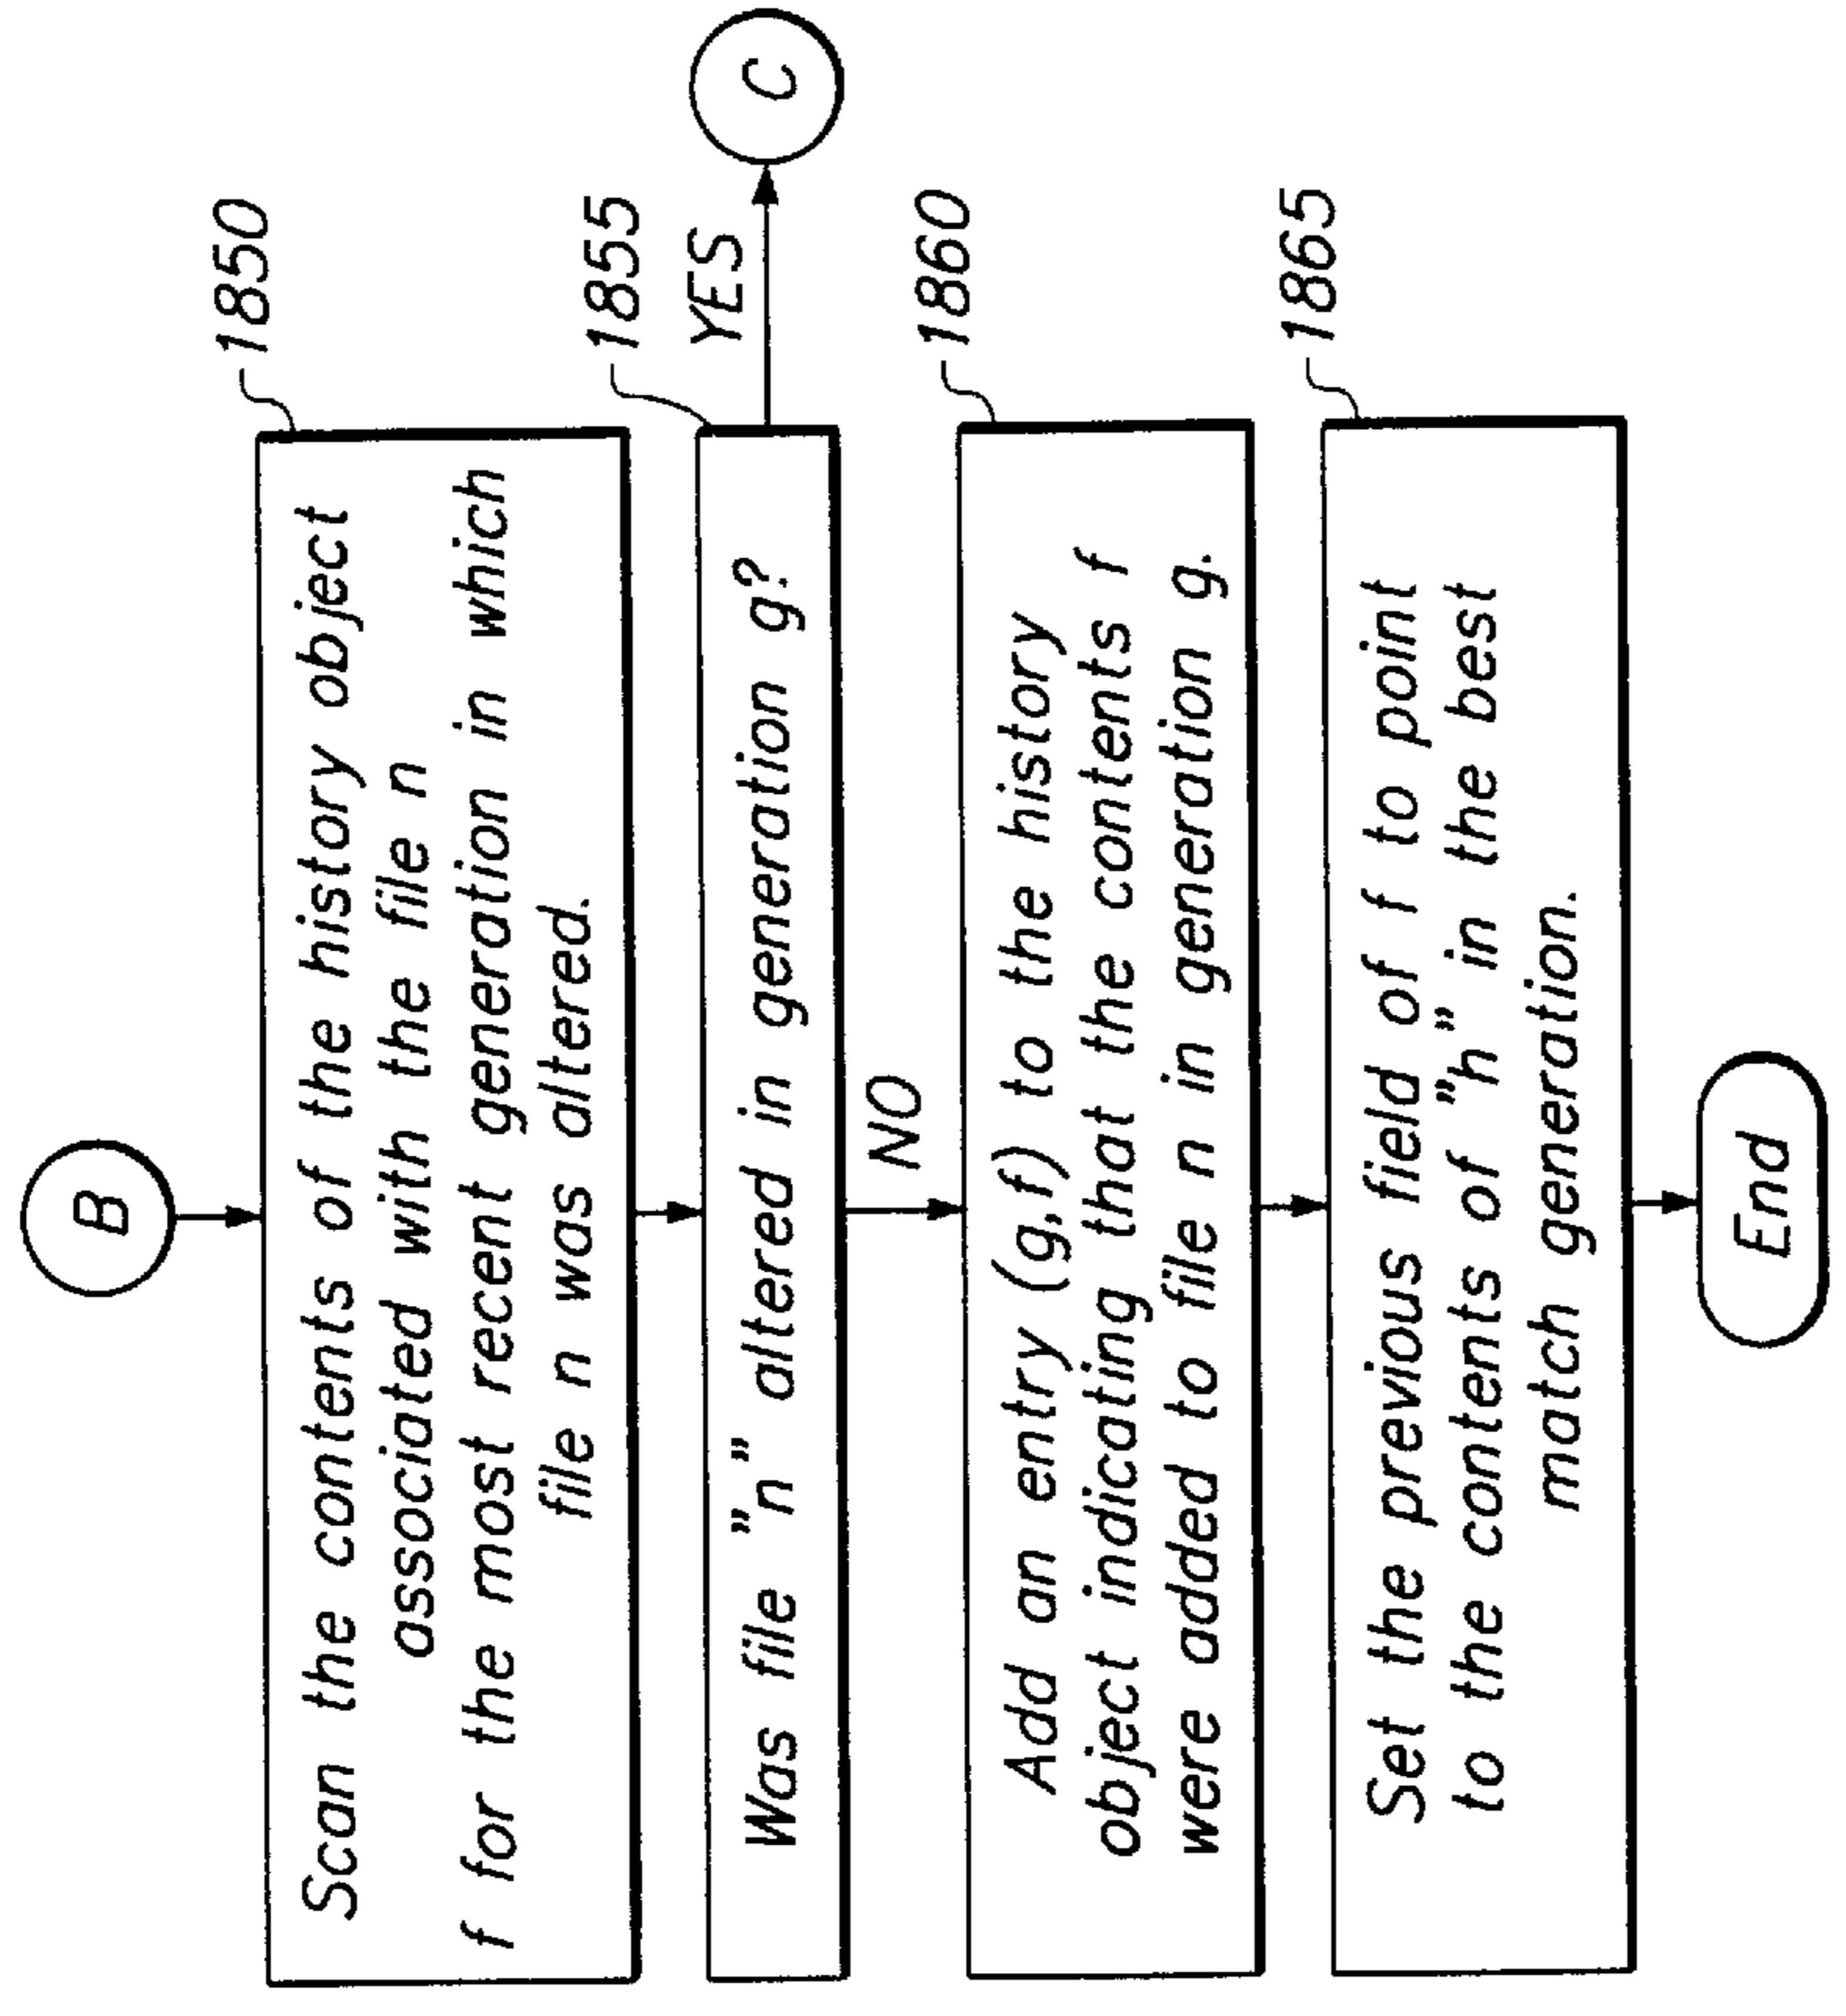 B
1850
Scan the contents of the history object
associated with the file n
f for the most recent generation in which
file n was altered.
1855
Was file "n" altered in generation g?
YES
C
NO
1860
Add an entry (g,f) to the history
object indicating that the contents f
were added to file n in generation g.
1865
Set the previous field of f to point
to the contents of "h" in the best
match generation.
End